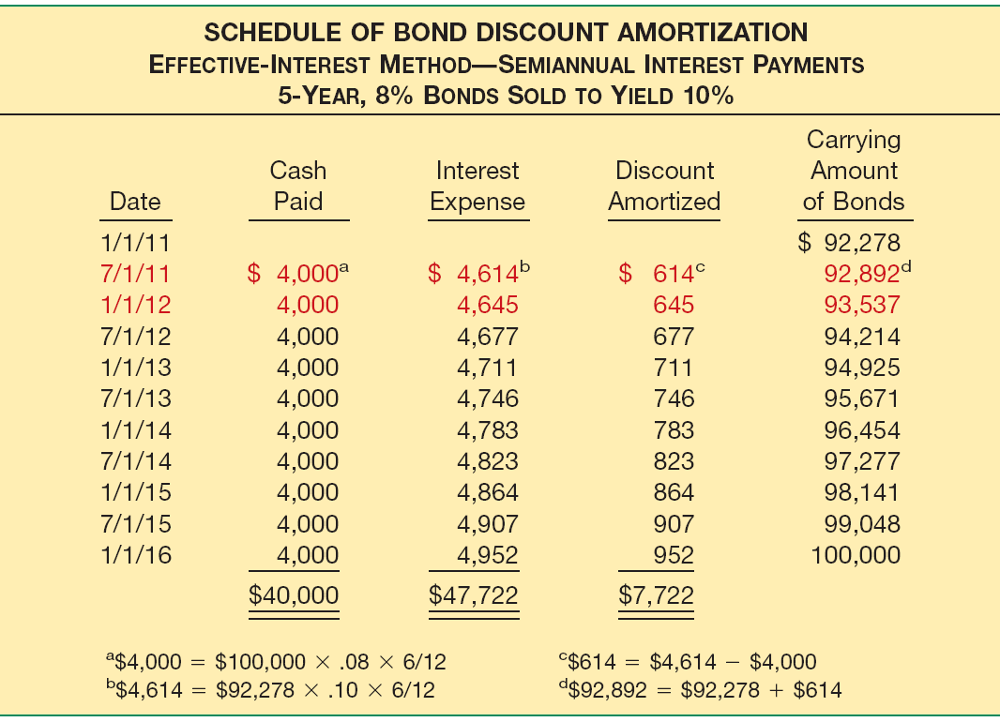 SCHEDULE OF BOND DISCOUNT AMORTIZATION
EFFECTIVE-INTEREST METHOD—SEMIANNUAL INTEREST PAYMENTS
5-YEAR, 8% BONDS SOLD TO YIELD 10%
Carrying
Cash Interest Discount Amount
Date Paid Expense Amortized of Bonds
1/1/11 $ 92,278
7/1/11 $ 4,000ᵃ $ 4,614ᵇ $ 614ᶜ 92,892ᵈ
1/1/12 4,000 4,645 645 93,537
7/1/12 4,000 4,677 677 94,214
1/1/13 4,000 4,711 711 94,925
7/1/13 4,000 4,746 746 95,671
1/1/14 4,000 4,783 783 96,454
7/1/14 4,000 4,823 823 97,277
1/1/15 4,000 4,864 864 98,141
7/1/15 4,000 4,907 907 99,048
1/1/16 4,000 4,952 952 100,000
$40,000 $47,722 $7,722
ᵃ$4,000 = $100,000 × .08 × 6/12 ᶜ$614 = $4,614 − $4,000
ᵇ$4,614 = $92,278 × .10 × 6/12 ᵈ$92,892 = $92,278 + $614